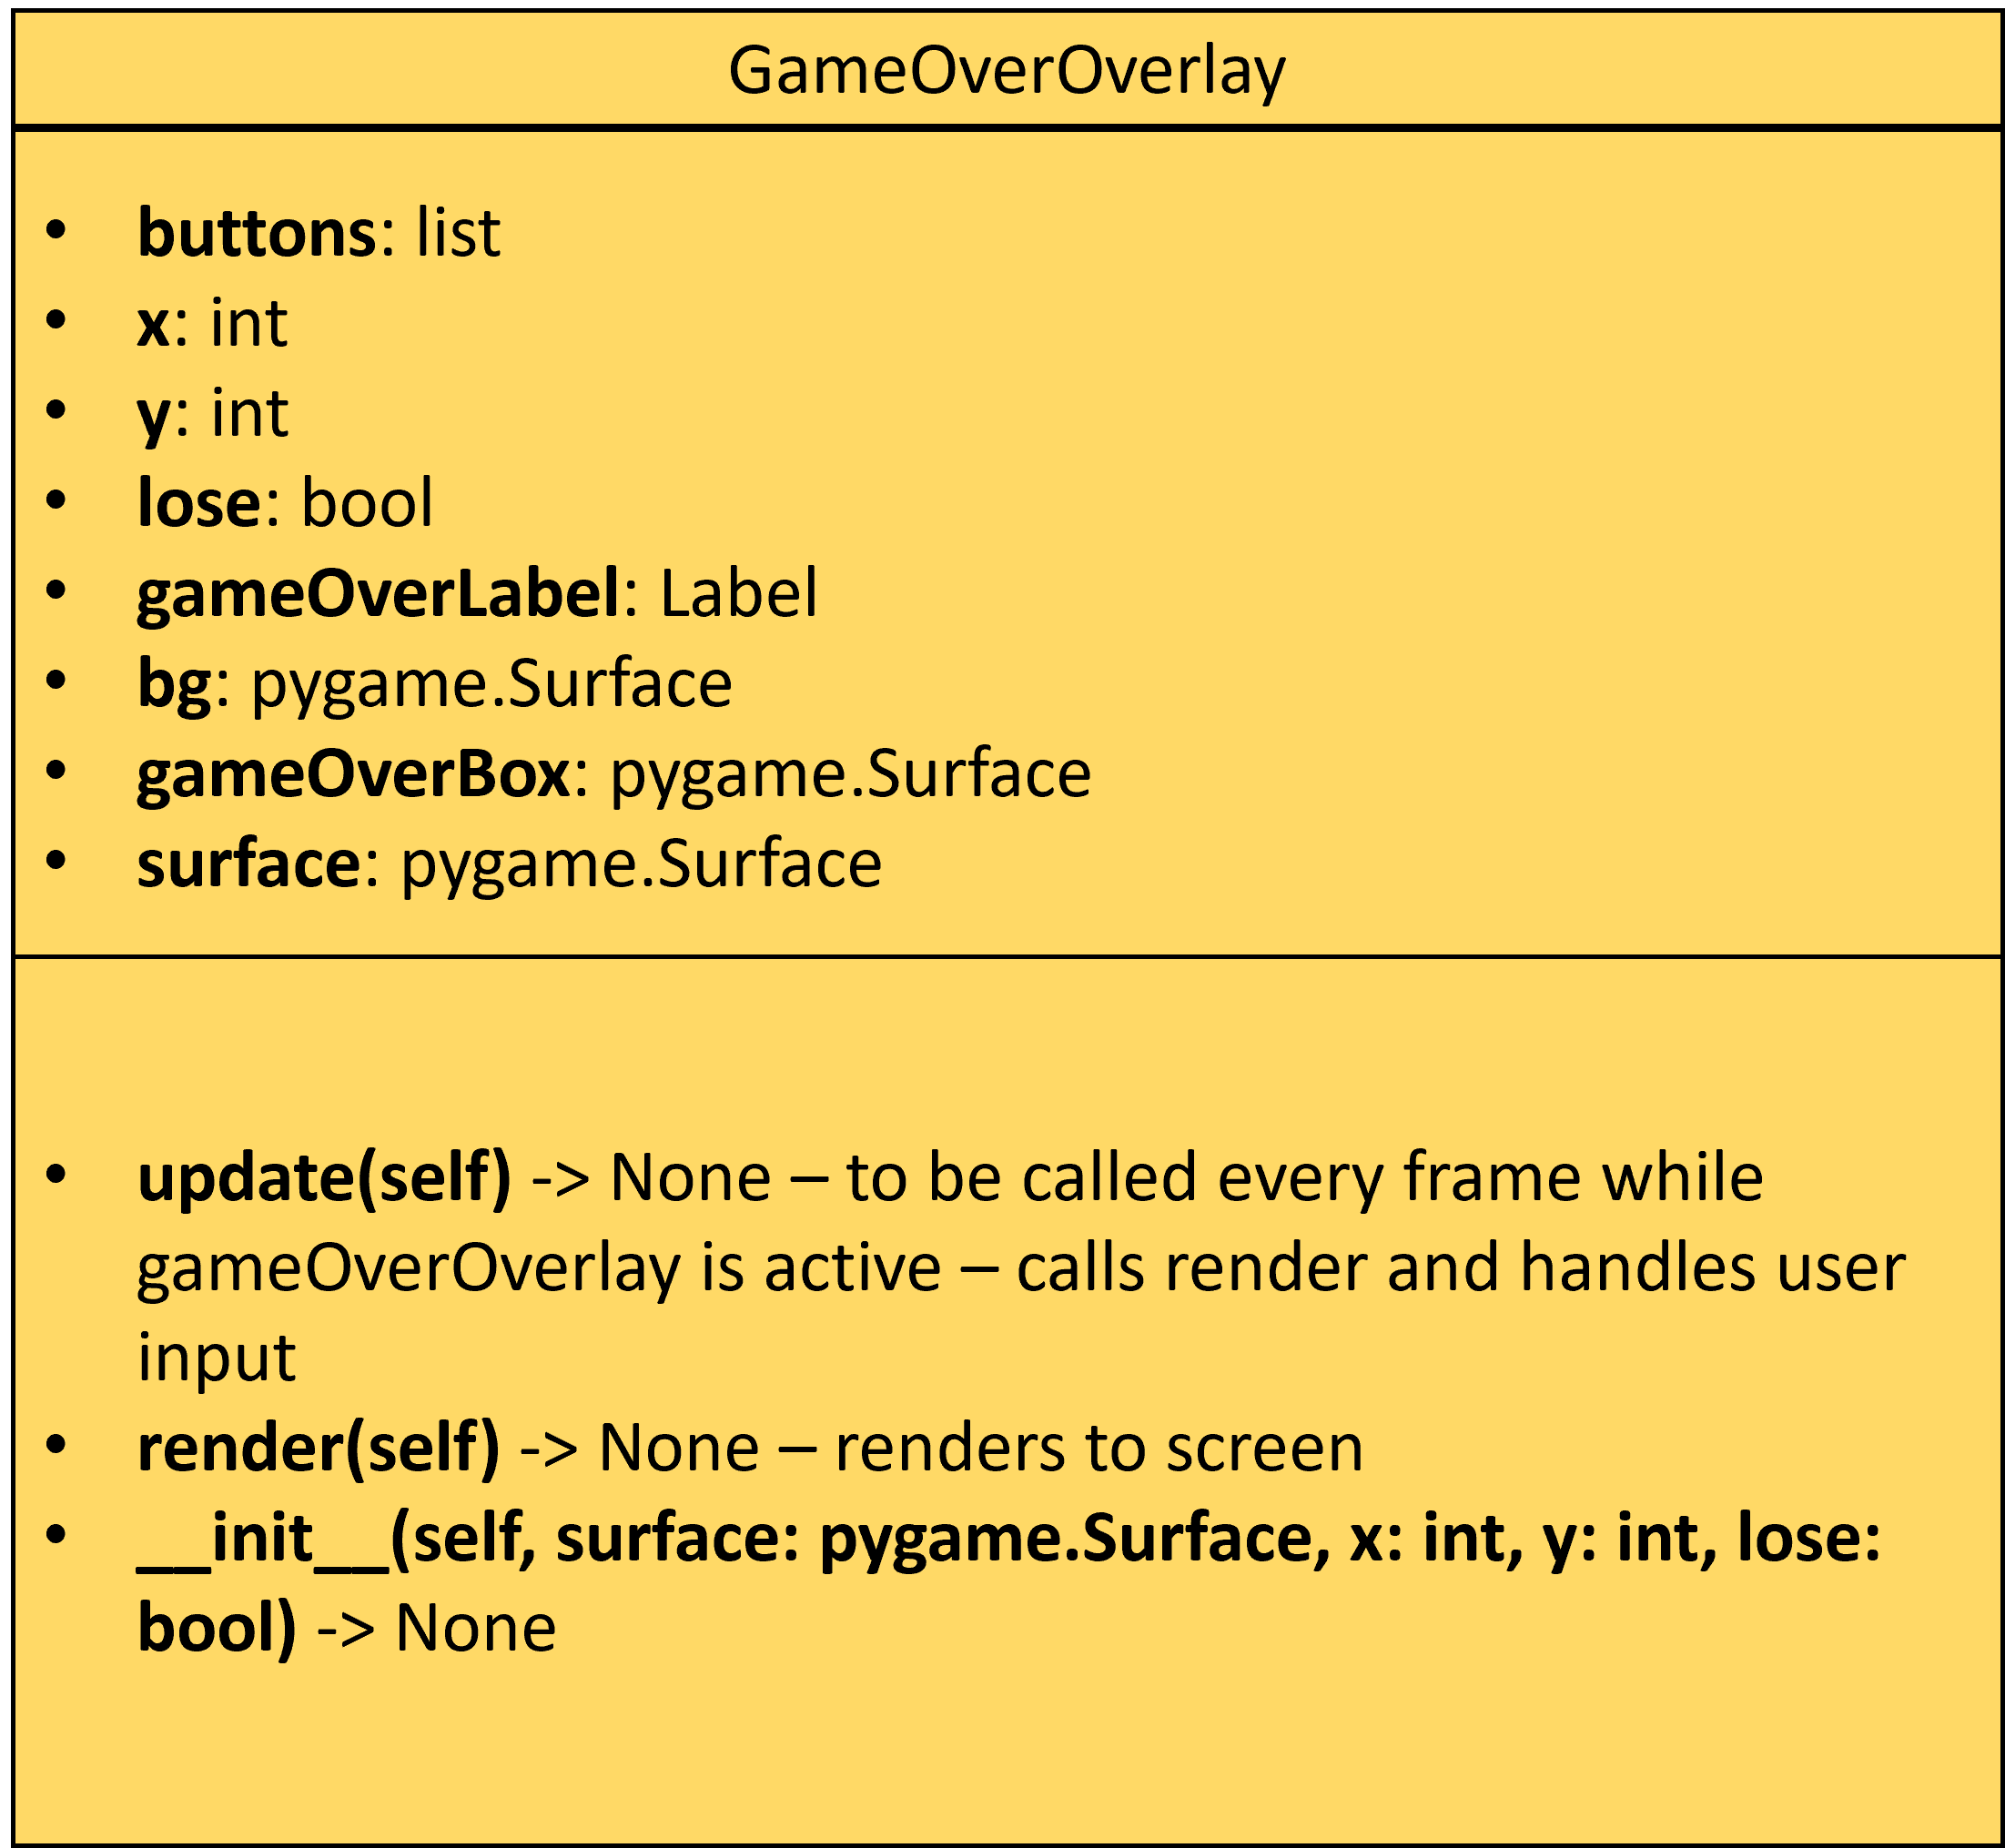 GameOverOverlay
• buttons: list
• x: int
• y: int
• lose: bool
• gameOverLabel: Label
• bg: pygame.Surface
• gameOverBox: pygame.Surface
• surface: pygame.Surface
• update(self) -> None – to be called every frame while
gameOverOverlay is active – calls render and handles user
input
• render(self) -> None – renders to screen
• __init__(self, surface: pygame.Surface, x: int, y: int, lose:
bool) -> None